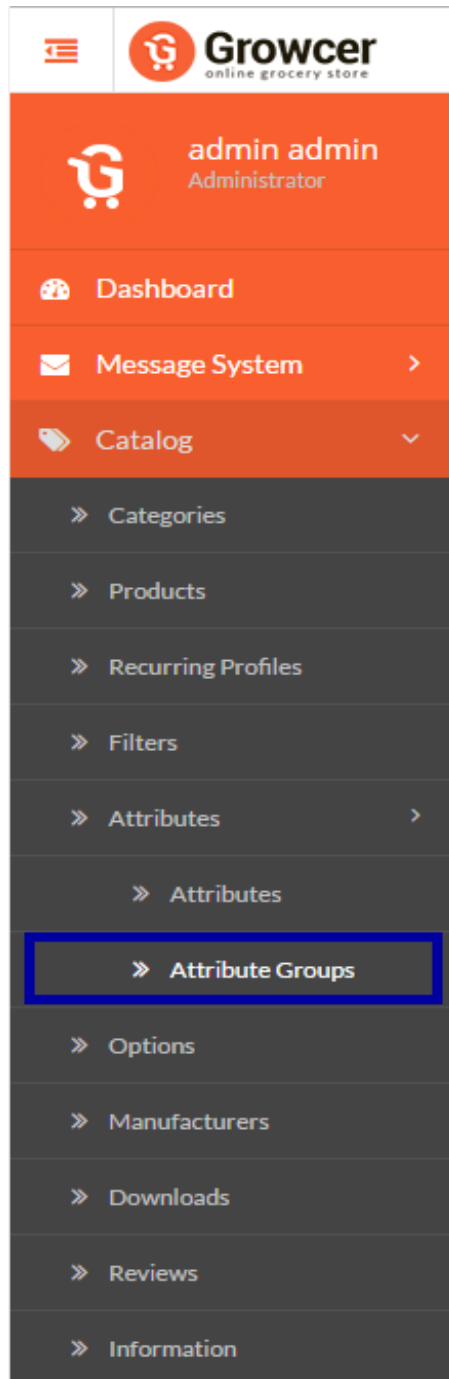 Growcer
online grocery store
admin admin
Administrator
Dashboard
Message System
Catalog
Categories
Products
Recurring Profiles
Filters
Attributes
Attributes
Attribute Groups
Options
Manufacturers
Downloads
Reviews
Information